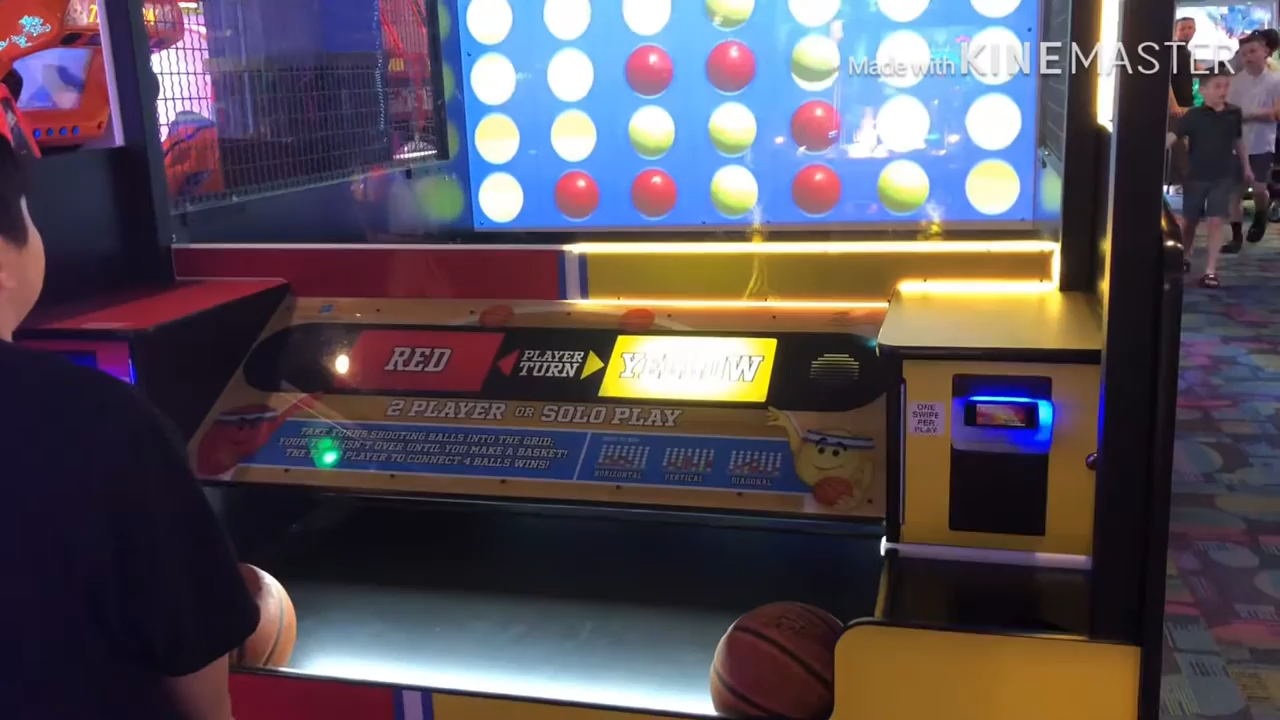 Made with KINEMASTER
RED
PLAYER
TURN
YELLOW
2 PLAYER OR SOLO PLAY
TAKE TURNS SHOOTING BALLS INTO THE GRID;
YOUR TURN ISN'T OVER UNTIL YOU MAKE A BASKET!
THE PLAYER TO CONNECT 4 BALLS WINS!
HORIZONTAL
VERTICAL
DIAGONAL
ONE
SWIPE
PER
PLAY